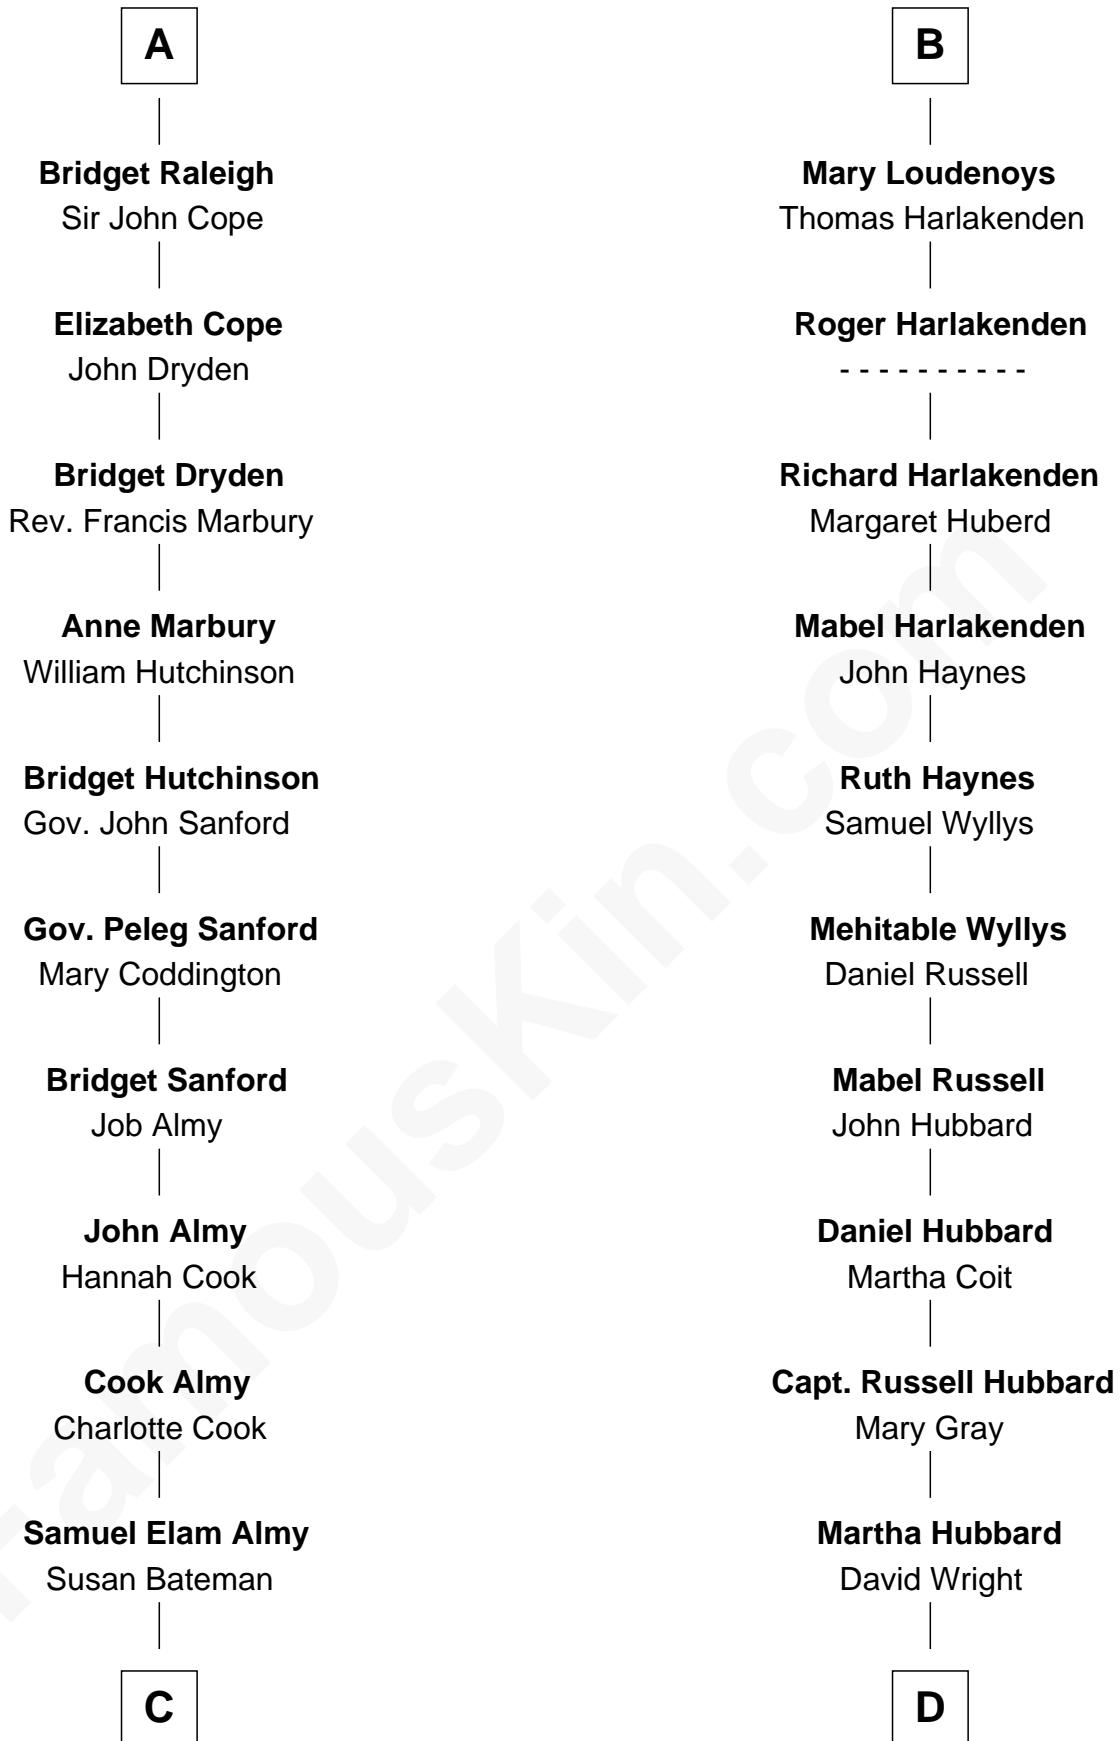 A
Bridget Raleigh
Sir John Cope
Elizabeth Cope
John Dryden
Bridget Dryden
Rev. Francis Marbury
Anne Marbury
William Hutchinson
Bridget Hutchinson
Gov. John Sanford
Gov. Peleg Sanford
Mary Coddington
Bridget Sanford
Job Almy
John Almy
Hannah Cook
Cook Almy
Charlotte Cook
Samuel Elam Almy
Susan Bateman
C
B
Mary Loudenoys
Thomas Harlakenden
Roger Harlakenden
- - - - - - - - - -
Richard Harlakenden
Margaret Huberd
Mabel Harlakenden
John Haynes
Ruth Haynes
Samuel Wyllys
Mehitable Wyllys
Daniel Russell
Mabel Russell
John Hubbard
Daniel Hubbard
Martha Coit
Capt. Russell Hubbard
Mary Gray
Martha Hubbard
David Wright
D
FamousKin.com